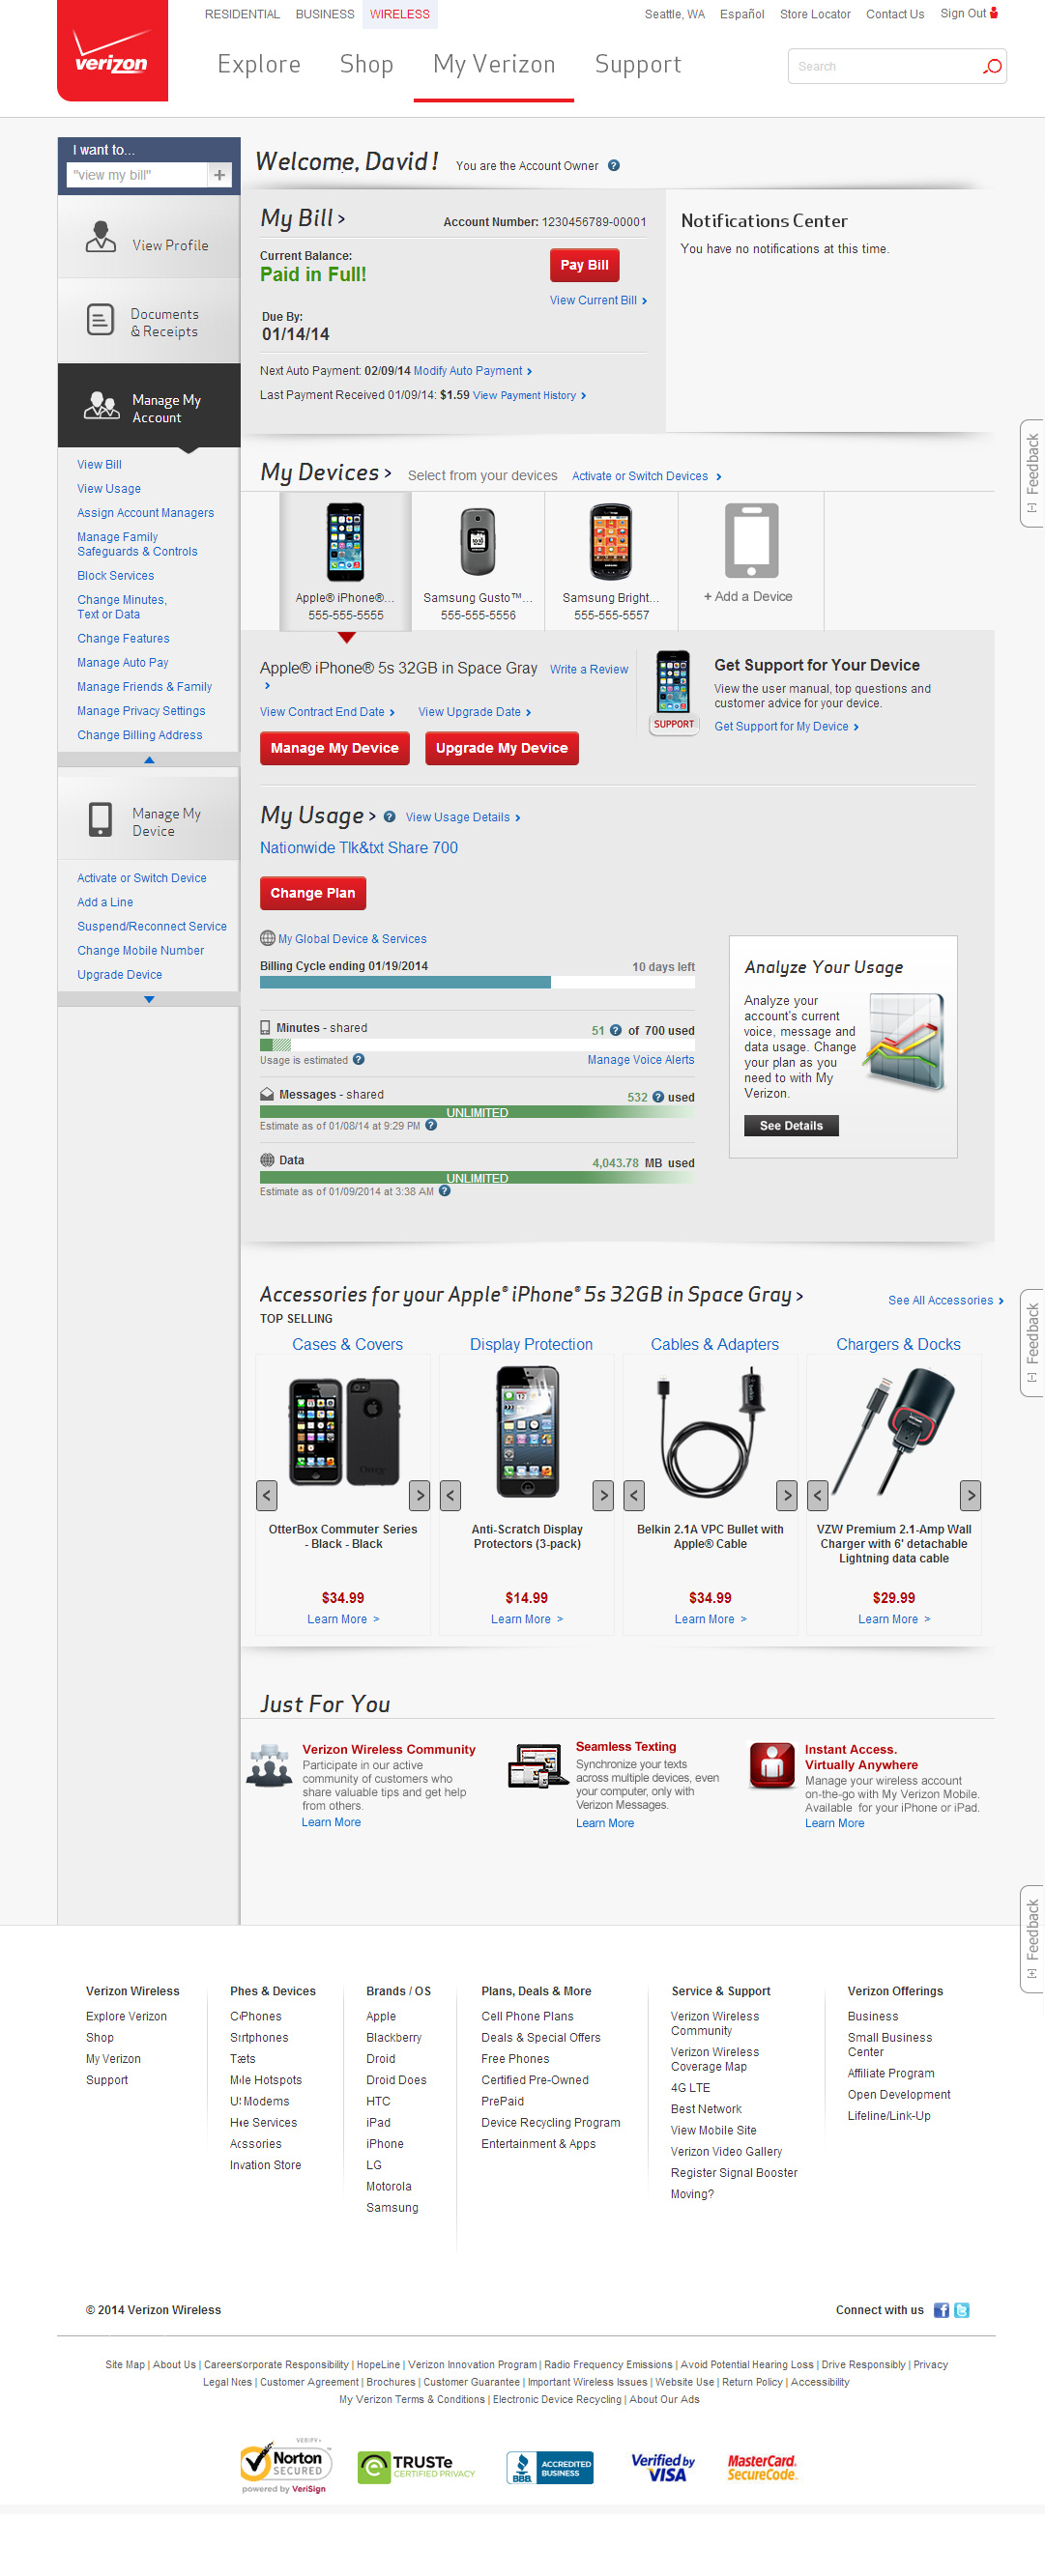 RESIDENTIAL BUSINESS WIRELESS
Seattle, WA Español Store Locator Contact Us Sign Out
verizon
Explore Shop My Verizon Support
Search
I want to...
"view my bill" +
View Profile
Documents
& Receipts
Manage My
Account
View Bill
View Usage
Assign Account Managers
Manage Family
Safeguards & Controls
Block Services
Change Minutes,
Text or Data
Change Features
Manage Auto Pay
Manage Friends & Family
Manage Privacy Settings
Change Billing Address
Manage My
Device
Activate or Switch Device
Add a Line
Suspend/Reconnect Service
Change Mobile Number
Upgrade Device
Welcome, David! You are the Account Owner ?
My Bill >
Account Number: 1230456789-00001
Current Balance:
Paid in Full!
Pay Bill
View Current Bill >
Due By:
01/14/14
Next Auto Payment: 02/09/14 Modify Auto Payment >
Last Payment Received 01/09/14: $1.59 View Payment History >
Notifications Center
You have no notifications at this time.
My Devices > Select from your devices Activate or Switch Devices >
Apple® iPhone®...
555-555-5555
Samsung Gusto™...
555-555-5556
Samsung Bright...
555-555-5557
+ Add a Device
Apple® iPhone® 5s 32GB in Space Gray Write a Review
>
View Contract End Date > View Upgrade Date >
Manage My Device Upgrade My Device
SUPPORT
Get Support for Your Device
View the user manual, top questions and
customer advice for your device.
Get Support for My Device >
My Usage > ? View Usage Details >
Nationwide Tlk&txt Share 700
Change Plan
My Global Device & Services
Billing Cycle ending 01/19/2014 10 days left
Minutes - shared 51 ? of 700 used
Usage is estimated ? Manage Voice Alerts
Messages - shared 532 ? used
UNLIMITED
Estimate as of 01/08/14 at 9:29 PM ?
Data 4,043.78 MB used
UNLIMITED
Estimate as of 01/09/2014 at 3:38 AM ?
Analyze Your Usage
Analyze your
account's current
voice, message and
data usage. Change
your plan as you
need to with My
Verizon.
See Details
Accessories for your Apple® iPhone® 5s 32GB in Space Gray >
See All Accessories >
TOP SELLING
Cases & Covers
OtterBox Commuter Series
- Black - Black
$34.99
Learn More >
Display Protection
Anti-Scratch Display
Protectors (3-pack)
$14.99
Learn More >
Cables & Adapters
Belkin 2.1A VPC Bullet with
Apple® Cable
$34.99
Learn More >
Chargers & Docks
VZW Premium 2.1-Amp Wall
Charger with 6' detachable
Lightning data cable
$29.99
Learn More >
Just For You
Verizon Wireless Community
Participate in our active
community of customers who
share valuable tips and get help
from others.
Learn More
Seamless Texting
Synchronize your texts
across multiple devices, even
your computer, only with
Verizon Messages.
Learn More
Instant Access.
Virtually Anywhere
Manage your wireless account
on-the-go with My Verizon Mobile.
Available for your iPhone or iPad.
Learn More
[-] Feedback
[-] Feedback
[+] Feedback
Verizon Wireless
Explore Verizon
Shop
My Verizon
Support
Phes & Devices
Phones
Srtphones
Tets
Hotspots
Modems
Services
Invation Store
Brands / OS
Apple
Blackberry
Droid
Droid Does
HTC
iPad
iPhone
LG
Motorola
Samsung
Plans, Deals & More
Cell Phone Plans
Deals & Special Offers
Free Phones
Certified Pre-Owned
PrePaid
Device Recycling Program
Entertainment & Apps
Service & Support
Verizon Wireless
Community
Verizon Wireless
Coverage Map
4G LTE
Best Network
View Mobile Site
Verizon Video Gallery
Register Signal Booster
Moving?
Verizon Offerings
Business
Small Business
Center
Affiliate Program
Open Development
Lifeline/Link-Up
© 2014 Verizon Wireless
Connect with us
Site Map | About Us | Careers orporate Responsibility | HopeLine | Verizon Innovation Program | Radio Frequency Emissions | Avoid Potential Hearing Loss | Drive Responsibly | Privacy
Legal | Customer Agreement | Brochures | Customer Guarantee | Important Wireless Issues | Website Use | Return Policy | Accessibility
My Verizon Terms & Conditions | Electronic Device Recycling | About Our Ads
VERIFY
Norton
SECURED
powered by VeriSign
TRUSTe
CERTIFIED PRIVACY
BBB.
ACCREDITED
BUSINESS
Verified by
VISA
MasterCard.
SecureCode.